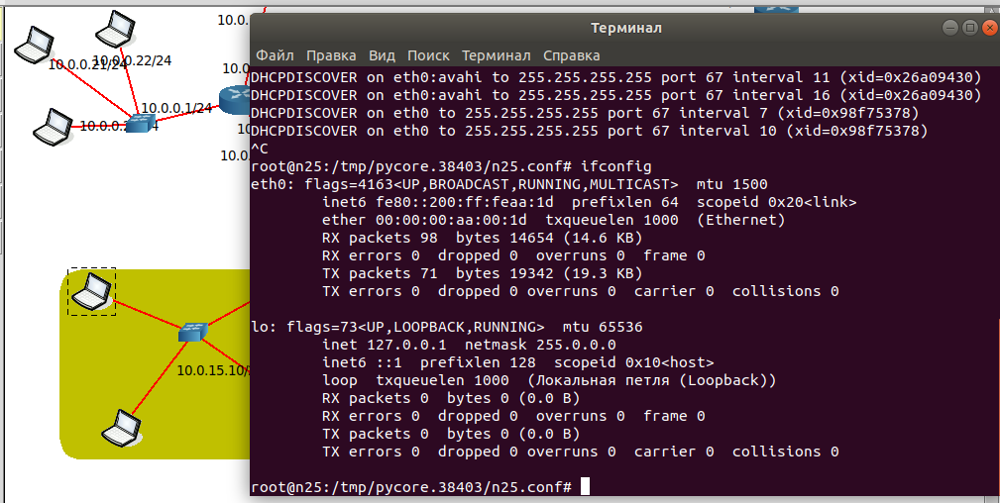 10.0.
Терминал
Файл Правка Вид Поиск Терминал Справка
10.0.0.21/24
10.0.0.22/24
10.0
10.0.0.1/24
10.0.0.2
4
10
10.0.
DHCPDISCOVER on eth0:avahi to 255.255.255.255 port 67 interval 11 (xid=0x26a09430)
DHCPDISCOVER on eth0:avahi to 255.255.255.255 port 67 interval 16 (xid=0x26a09430)
DHCPDISCOVER on eth0 to 255.255.255.255 port 67 interval 7 (xid=0x98f75378)
DHCPDISCOVER on eth0 to 255.255.255.255 port 67 interval 10 (xid=0x98f75378)
^C
root@n25:/tmp/pycore.38403/n25.conf# ifconfig
eth0: flags=4163<UP,BROADCAST,RUNNING,MULTICAST> mtu 1500
inet6 fe80::200:ff:feaa:1d prefixlen 64 scopeid 0x20<link>
ether 00:00:00:aa:00:1d txqueuelen 1000 (Ethernet)
RX packets 98 bytes 14654 (14.6 KB)
RX errors 0 dropped 0 overruns 0 frame 0
TX packets 71 bytes 19342 (19.3 KB)
TX errors 0 dropped 0 overruns 0 carrier 0 collisions 0
lo: flags=73<UP,LOOPBACK,RUNNING> mtu 65536
inet 127.0.0.1 netmask 255.0.0.0
inet6 ::1 prefixlen 128 scopeid 0x10<host>
loop txqueuelen 1000 (Локальная петля (Loopback))
RX packets 0 bytes 0 (0.0 B)
RX errors 0 dropped 0 overruns 0 frame 0
TX packets 0 bytes 0 (0.0 B)
TX errors 0 dropped 0 overruns 0 carrier 0 collisions 0
root@n25:/tmp/pycore.38403/n25.conf#
10.0.15.10/